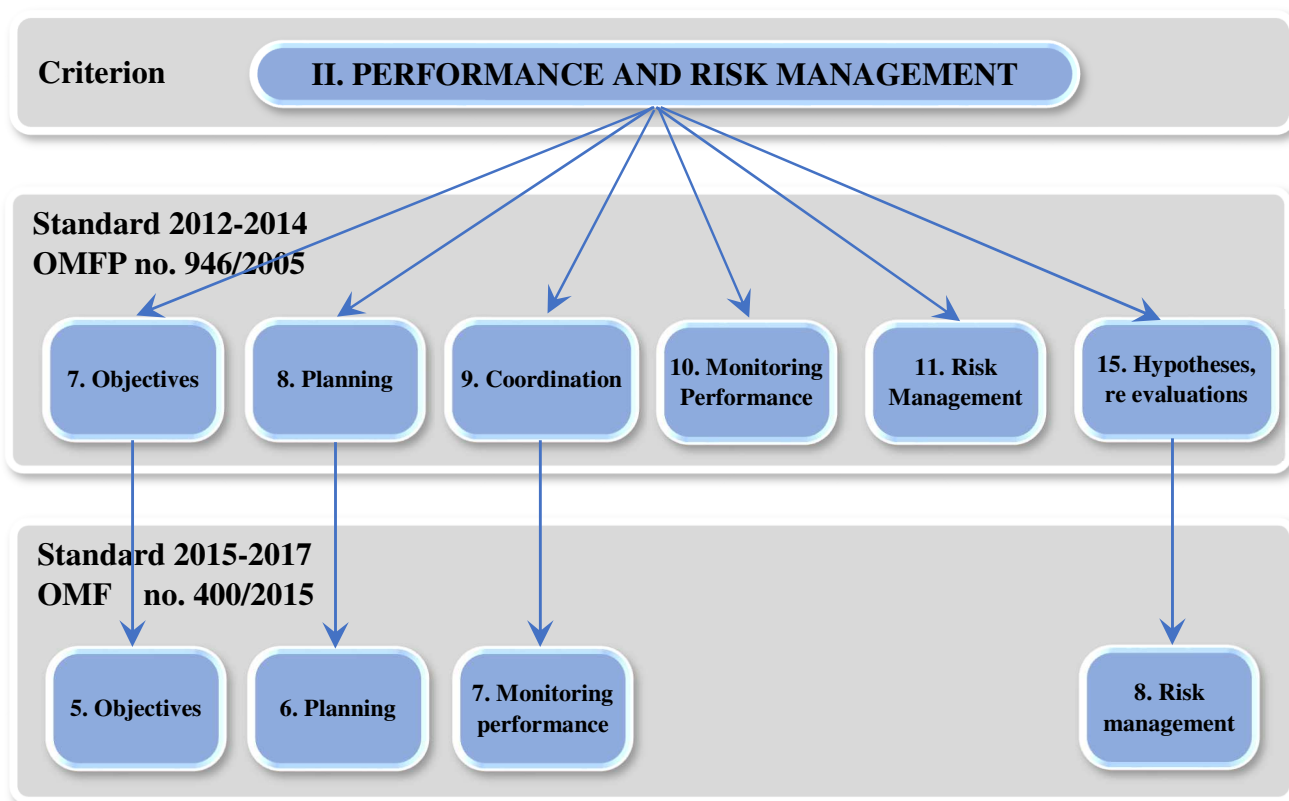 Criterion
II. PERFORMANCE AND RISK MANAGEMENT
Standard 2012-2014
OMFP no. 946/2005
7. Objectives
8. Planning
9. Coordination
10. Monitoring
Performance
11. Risk
Management
15. Hypotheses,
re evaluations
Standard 2015-2017
OMF no. 400/2015
5. Objectives
6. Planning
7. Monitoring
performance
8. Risk
management